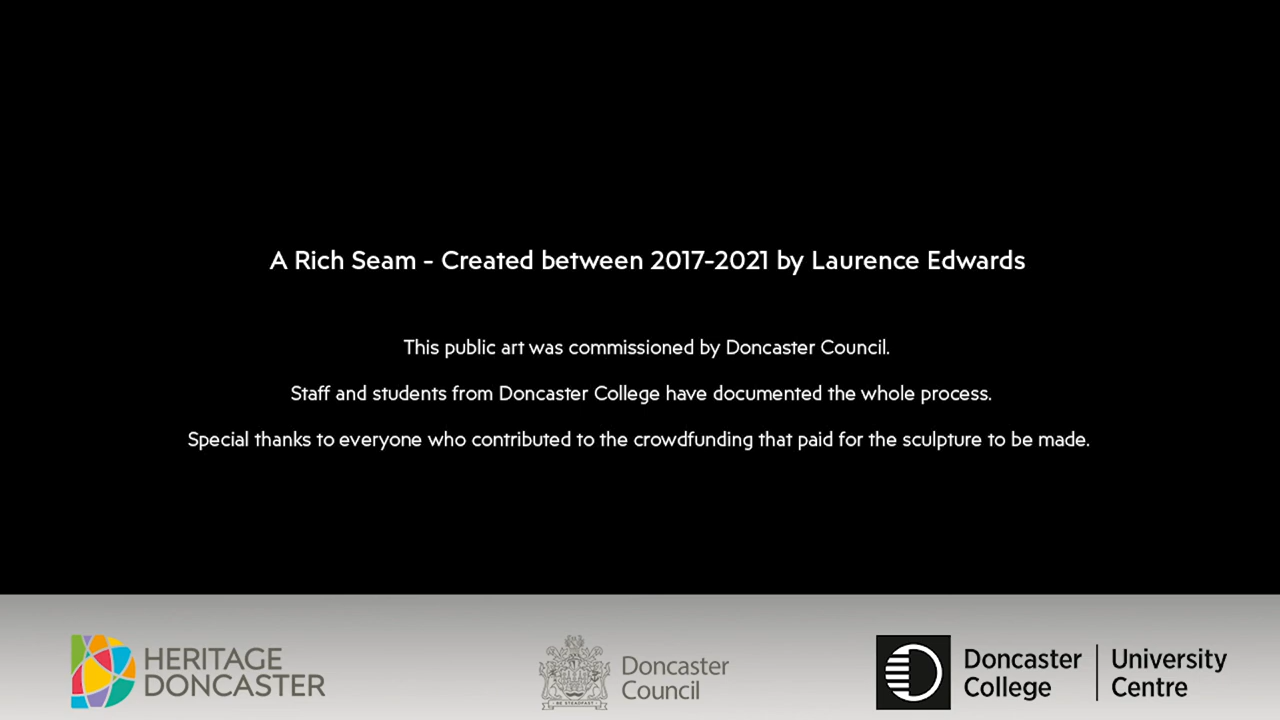 A Rich Seam - Created between 2017-2021 by Laurence Edwards
This public art was commissioned by Doncaster Council.
Staff and students from Doncaster College have documented the whole process.
Special thanks to everyone who contributed to the crowdfunding that paid for the sculpture to be made.
HERITAGE
DONCASTER
Doncaster
Council
BE STEADFAST
Doncaster
College
University
Centre